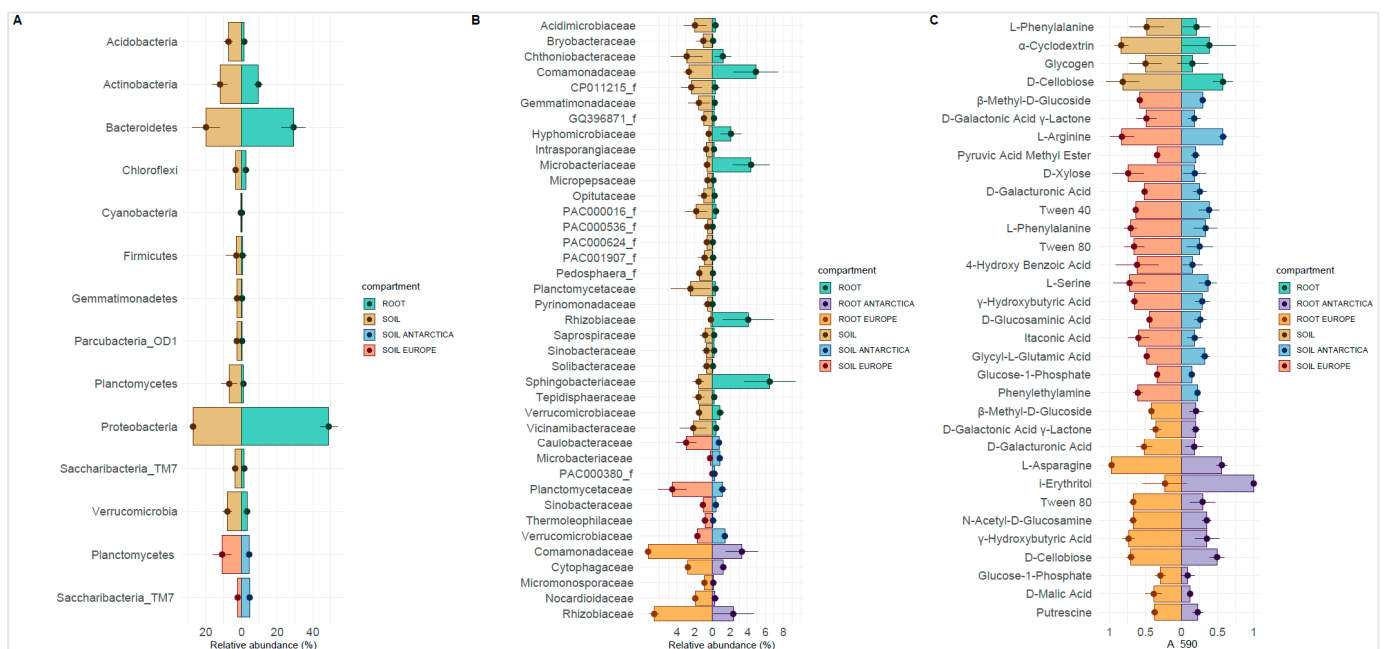 A
Acidobacteria
Actinobacteria
Bacteroidetes
Chloroflexi
Cyanobacteria
Firmicutes
Gemmatimonadetes
Parcubacteria_OD1
Planctomycetes
Proteobacteria
Saccharibacteria_TM7
Verrucomicrobia
Planctomycetes
Saccharibacteria_TM7
20 0 20 40
Relative abundance (%)
compartment
ROOT
SOIL
SOIL ANTARCTICA
SOIL EUROPE
B
Acidimicrobiaceae
Bryobacteraceae
Chthoniobacteraceae
Comamonadaceae
CP011215_f
Gemmatimonadaceae
GQ396871_f
Hyphomicrobiaceae
Intrasporangiaceae
Microbacteriaceae
Micropepsaceae
Opitutaceae
PAC000016_f
PAC000536_f
PAC000624_f
PAC001907_f
Pedosphaera_f
Planctomycetaceae
Pyrinomonadaceae
Rhizobiaceae
Saprospiraceae
Sinobacteraceae
Solibacteraceae
Sphingobacteriaceae
Tepidisphaeraceae
Verrucomicrobiaceae
Vicinamibacteraceae
Caulobacteraceae
Microbacteriaceae
PAC000380_f
Planctomycetaceae
Sinobacteraceae
Thermoleophilaceae
Verrucomicrobiaceae
Comamonadaceae
Cytophagaceae
Micromonosporaceae
Nocardioidaceae
Rhizobiaceae
4 2 0 2 4 6 8
Relative abundance (%)
compartment
ROOT
ROOT ANTARCTICA
ROOT EUROPE
SOIL
SOIL ANTARCTICA
SOIL EUROPE
C
L-Phenylalanine
α-Cyclodextrin
Glycogen
D-Cellobiose
β-Methyl-D-Glucoside
D-Galactonic Acid γ-Lactone
L-Arginine
Pyruvic Acid Methyl Ester
D-Xylose
D-Galacturonic Acid
Tween 40
L-Phenylalanine
Tween 80
4-Hydroxy Benzoic Acid
L-Serine
γ-Hydroxybutyric Acid
D-Glucosaminic Acid
Itaconic Acid
Glycyl-L-Glutamic Acid
Glucose-1-Phosphate
Phenylethylamine
β-Methyl-D-Glucoside
D-Galactonic Acid γ-Lactone
D-Galacturonic Acid
L-Asparagine
i-Erythritol
Tween 80
N-Acetyl-D-Glucosamine
γ-Hydroxybutyric Acid
D-Cellobiose
Glucose-1-Phosphate
D-Malic Acid
Putrescine
1 0.5 0 0.5 1
A_590
compartment
ROOT
ROOT ANTARCTICA
ROOT EUROPE
SOIL
SOIL ANTARCTICA
SOIL EUROPE